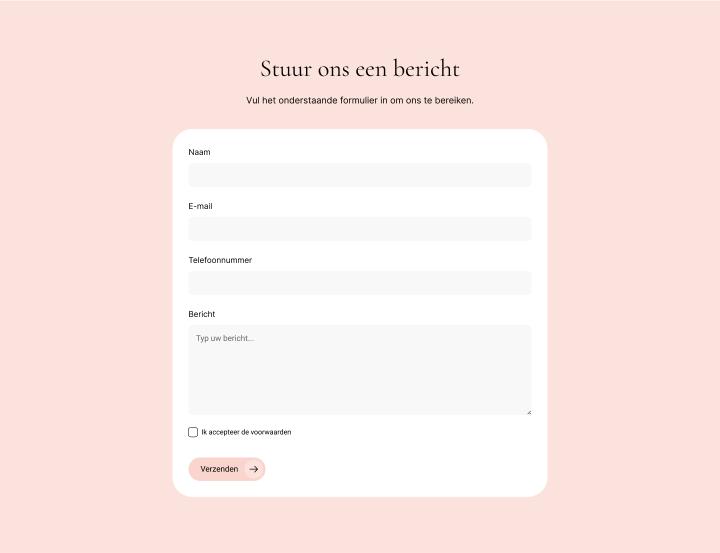 Stuur ons een bericht
Vul het onderstaande formulier in om ons te bereiken.
Naam
E-mail
Telefoonnummer
Bericht
Typ uw bericht...
Ik accepteer de voorwaarden
Verzenden